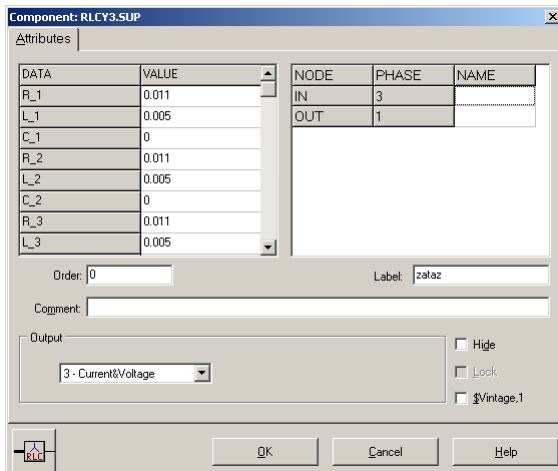 Component: RLCY3.SUP
Attributes
DATA VALUE
R_1 0.011
L_1 0.005
C_1 0
R_2 0.011
L_2 0.005
C_2 0
R_3 0.011
L_3 0.005
NODE PHASE NAME
IN 3
OUT 1
Order: 0
Label: zataz
Comment:
Output
3 - Current&Voltage
Hide
Lock
$Vintage,1
RLC
OK
Cancel
Help